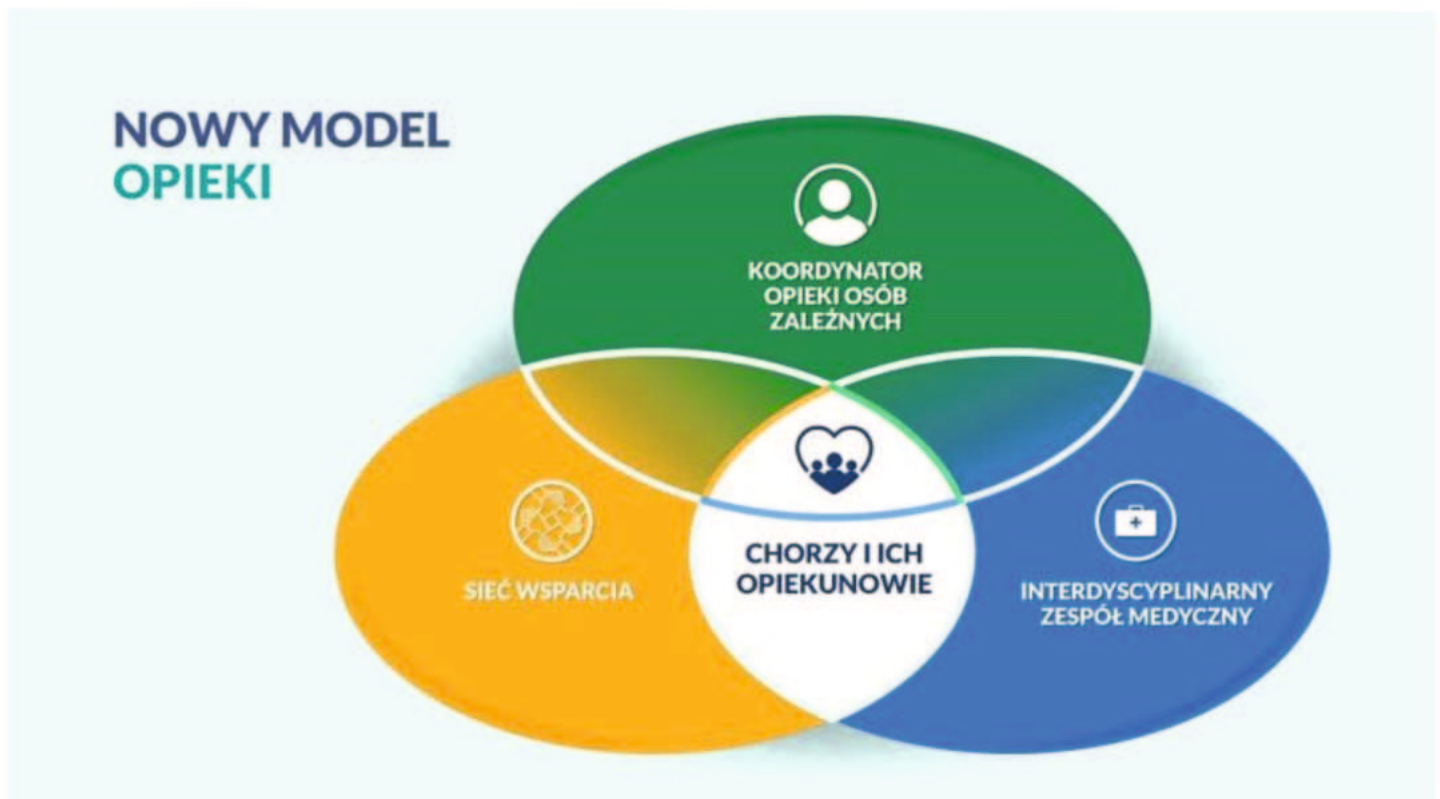 NOWY MODEL
OPIEKI
KOORDYNATOR
OPIEKI OSÓB
ZALEŻNYCH
SIEĆ WSPARCIA
CHORZY I ICH
OPIEKUNOWIE
INTERDYSCYPLINARNY
ZESPÓŁ MEDYCZNY